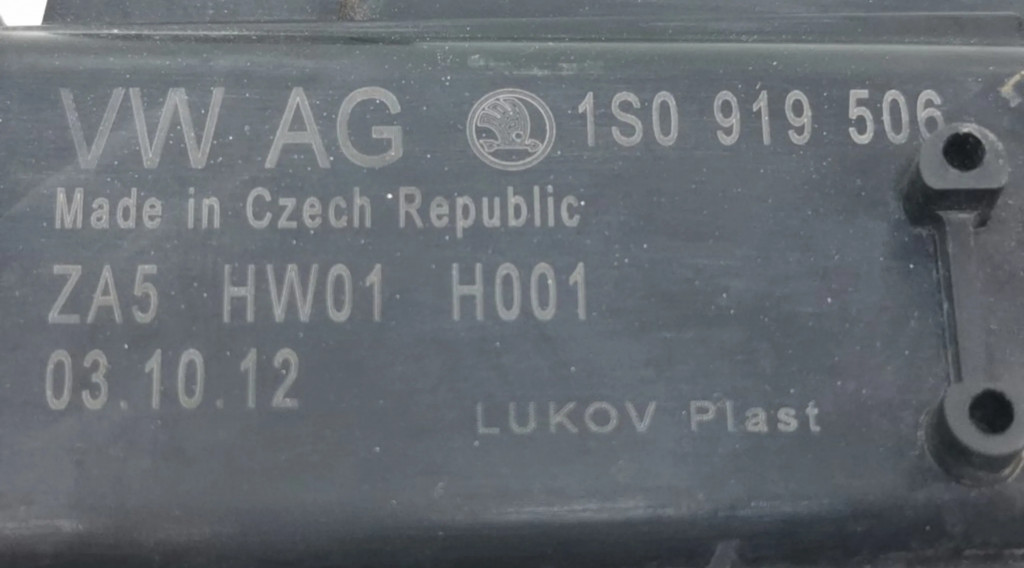 VW AG 1S0 919 506
Made in Czech Republic
ZA5 HW01 H001
03.10.12
LUKOV Plast